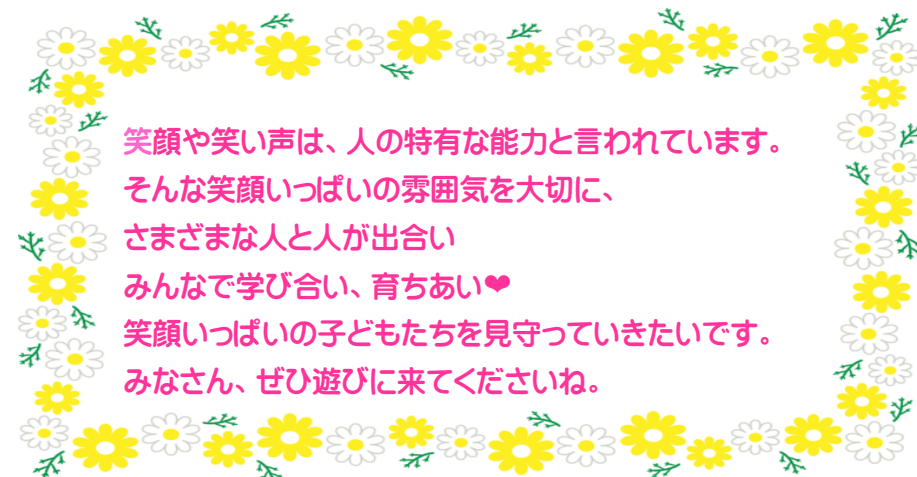 笑顔や笑い声は、人の特有な能力と言われています。
そんな笑顔いっぱいの雰囲気を大切に、
さまざまな人と人が出合い
みんなで学び合い、育ちあい❤
笑顔いっぱいの子どもたちを見守っていきたいです。
みなさん、ぜひ遊びに来てくださいね。